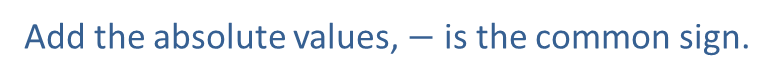 Add the absolute values, − is the common sign.